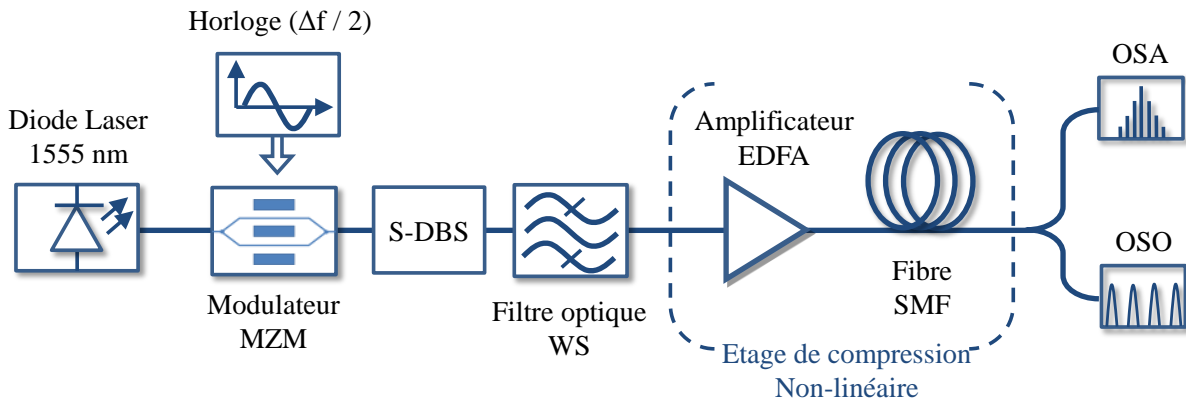 Horloge (Δf / 2)
Diode Laser
1555 nm
Modulateur
MZM
S-DBS
Filtre optique
WS
Amplificateur
EDFA
Fibre
SMF
Etage de compression
Non-linéaire
OSA
OSO